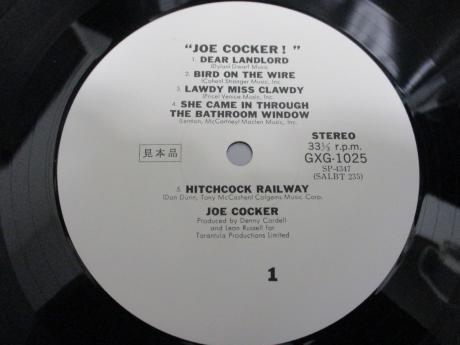 "JOE COCKER! "
1. DEAR LANDLORD
(Dylan) Dwarf Music
2. BIRD ON THE WIRE
(Cohen) Stranger Music, Inc.
3. LAWDY MISS CLAWDY
(Price) Venice Music, Inc.
4. SHE CAME IN THROUGH
THE BATHROOM WINDOW
(Lennon, McCartney) Maclen Music, Inc.
STEREO
33⅓ r.p.m.
見本品
GXG-1025
SP-4347
(SALBT 235)
5. HITCHCOCK RAILWAY
(Don Dunn, Tony McCashen) Colgems Music Corp.
JOE COCKER
Produced by Denny Cordell
and Leon Russell for
Tarantula Productions Limited
1